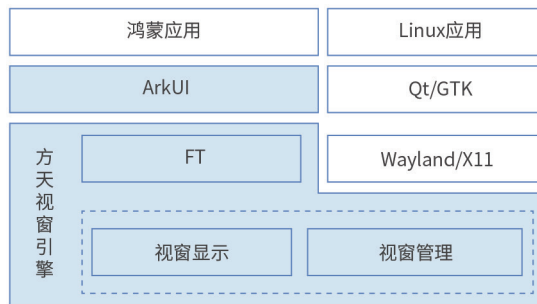 鸿蒙应用
Linux应用
ArkUI
Qt/GTK
方天视窗引擎
FT
Wayland/X11
视窗显示
视窗管理